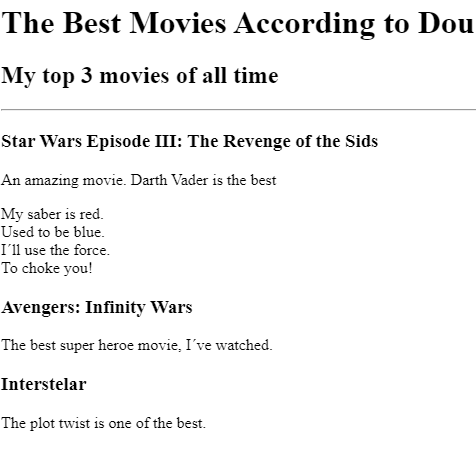 The Best Movies According to Dou
My top 3 movies of all time
Star Wars Episode III: The Revenge of the Sids
An amazing movie. Darth Vader is the best
My saber is red.
Used to be blue.
I´ll use the force.
To choke you!
Avengers: Infinity Wars
The best super heroe movie, I´ve watched.
Interstelar
The plot twist is one of the best.